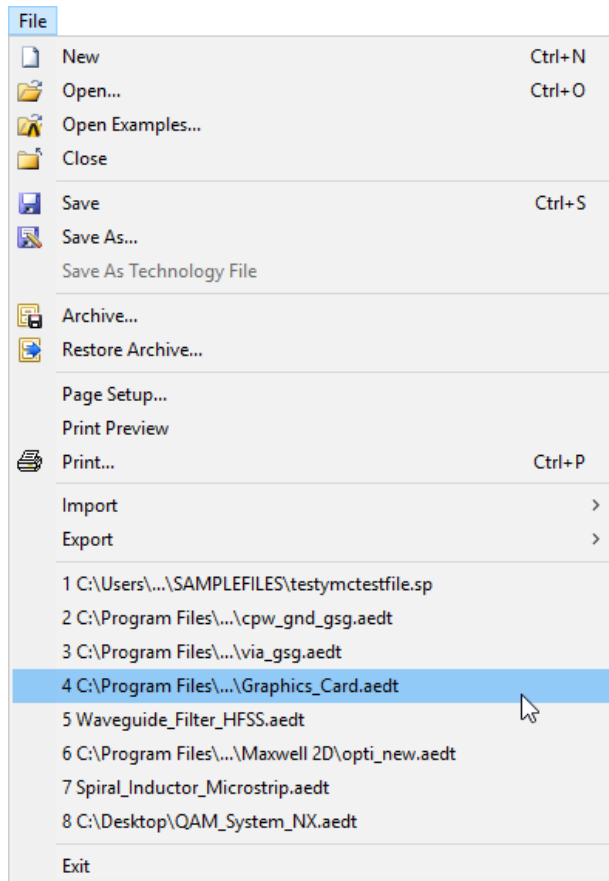 File
New Ctrl+N
Open... Ctrl+O
Open Examples...
Close
Save Ctrl+S
Save As...
Save As Technology File
Archive...
Restore Archive...
Page Setup...
Print Preview
Print... Ctrl+P
Import
Export
1 C:\Users\...\SAMPLEFILES\testymctestfile.sp
2 C:\Program Files\...\cpw_gnd_gsg.aedt
3 C:\Program Files\...\via_gsg.aedt
4 C:\Program Files\...\Graphics_Card.aedt
5 Waveguide_Filter_HFSS.aedt
6 C:\Program Files\...\Maxwell 2D\opti_new.aedt
7 Spiral_Inductor_Microstrip.aedt
8 C:\Desktop\QAM_System_NX.aedt
Exit